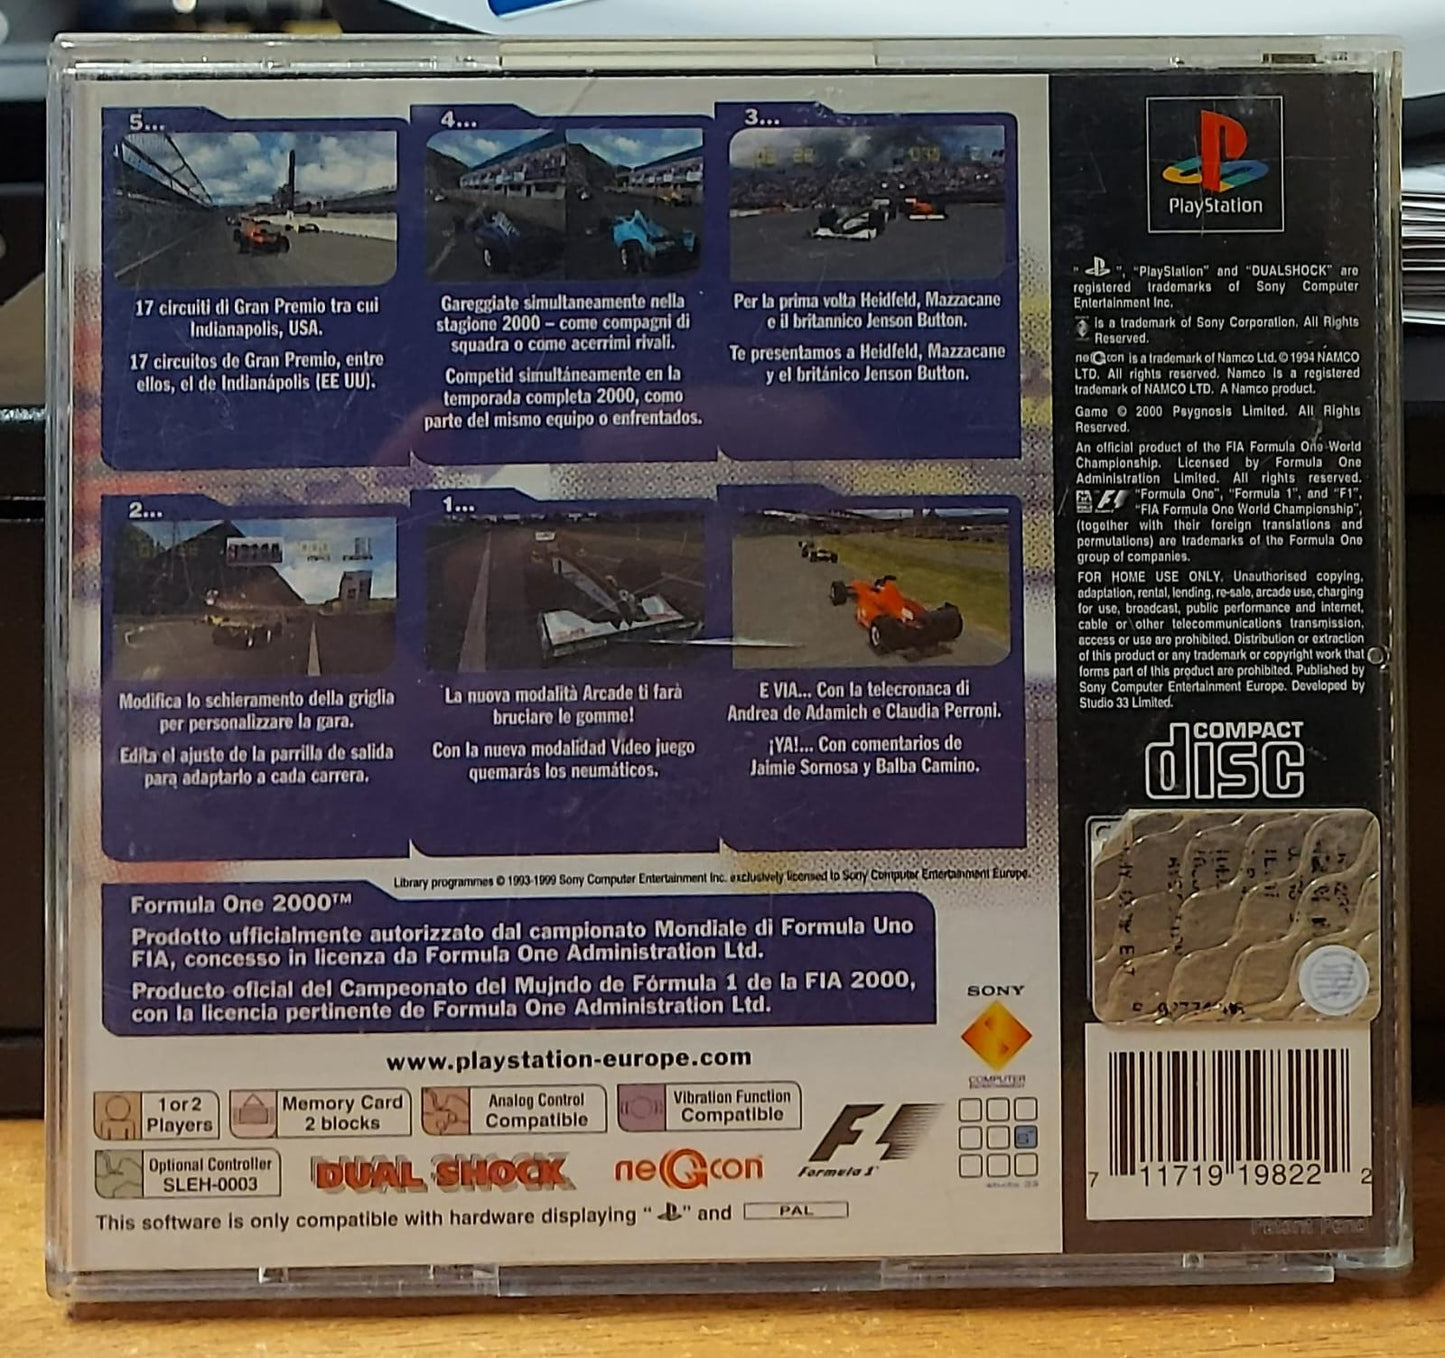 5...
17 circuiti di Gran Premio tra cui
Indianapolis, USA.
17 circuitos de Gran Premio, entre
ellos, el de Indianápolis (EE UU).
4...
Gareggiate simultaneamente nella
stagione 2000 – come compagni di
squadra o come acerrimi rivali.
Competid simultáneamente en la
temporada completa 2000, como
parte del mismo equipo o enfrentados.
3...
Per la prima volta Heidfeld, Mazzacane
e il britannico Jenson Button.
Te presentamos a Heidfeld, Mazzacane
y el británico Jenson Button.
2...
Modifica lo schieramento della griglia
per personalizzare la gara.
Edita el ajuste de la parrilla de salida
para adaptarlo a cada carrera.
1...
La nuova modalità Arcade ti farà
bruciare le gomme!
Con la nueva modalidad Video juego
quemarás los neumáticos.
E VIA... Con la telecronaca di
Andrea de Adamich e Claudia Perroni.
¡YA!... Con comentarios de
Jaimie Sornosa y Balba Camino.
Library programmes © 1993-1999 Sony Computer Entertainment Inc. exclusively licensed to Sony Computer Entertainment Europe.
Formula One 2000™
Prodotto ufficialmente autorizzato dal campionato Mondiale di Formula Uno
FIA, concesso in licenza da Formula One Administration Ltd.
Producto oficial del Campeonato del Mujndo de Fórmula 1 de la FIA 2000,
con la licencia pertinente de Formula One Administration Ltd.
www.playstation-europe.com
1 or 2
Players
Memory Card
2 blocks
Analog Control
Compatible
Vibration Function
Compatible
Optional Controller
SLEH-0003
DUAL SHOCK
neGcon
F1
Formula 1
SONY
COMPUTER
ENTERTAINMENT
This software is only compatible with hardware displaying " " and PAL
PlayStation
" ", "PlayStation" and "DUALSHOCK" are
registered trademarks of Sony Computer
Entertainment Inc.
is a trademark of Sony Corporation. All Rights
Reserved.
neGcon is a trademark of Namco Ltd. © 1994 NAMCO
LTD. All rights reserved. Namco is a registered
trademark of NAMCO LTD. A Namco product.
Game © 2000 Psygnosis Limited. All Rights
Reserved.
An official product of the FIA Formula One World
Championship. Licensed by Formula One
Administration Limited. All rights reserved.
F1 "Formula One", "Formula 1", and "F1",
"FIA Formula One World Championship",
(together with their foreign translations and
permutations) are trademarks of the Formula One
group of companies.
FOR HOME USE ONLY. Unauthorised copying,
adaptation, rental, lending, re-sale, arcade use, charging
for use, broadcast, public performance and internet,
cable or other telecommunications transmission,
access or use are prohibited. Distribution or extraction
of this product or any trademark or copyright work that
forms part of this product are prohibited. Published by
Sony Computer Entertainment Europe. Developed by
Studio 33 Limited.
COMPACT
disc
7 11719 19822 2
Patent Pend